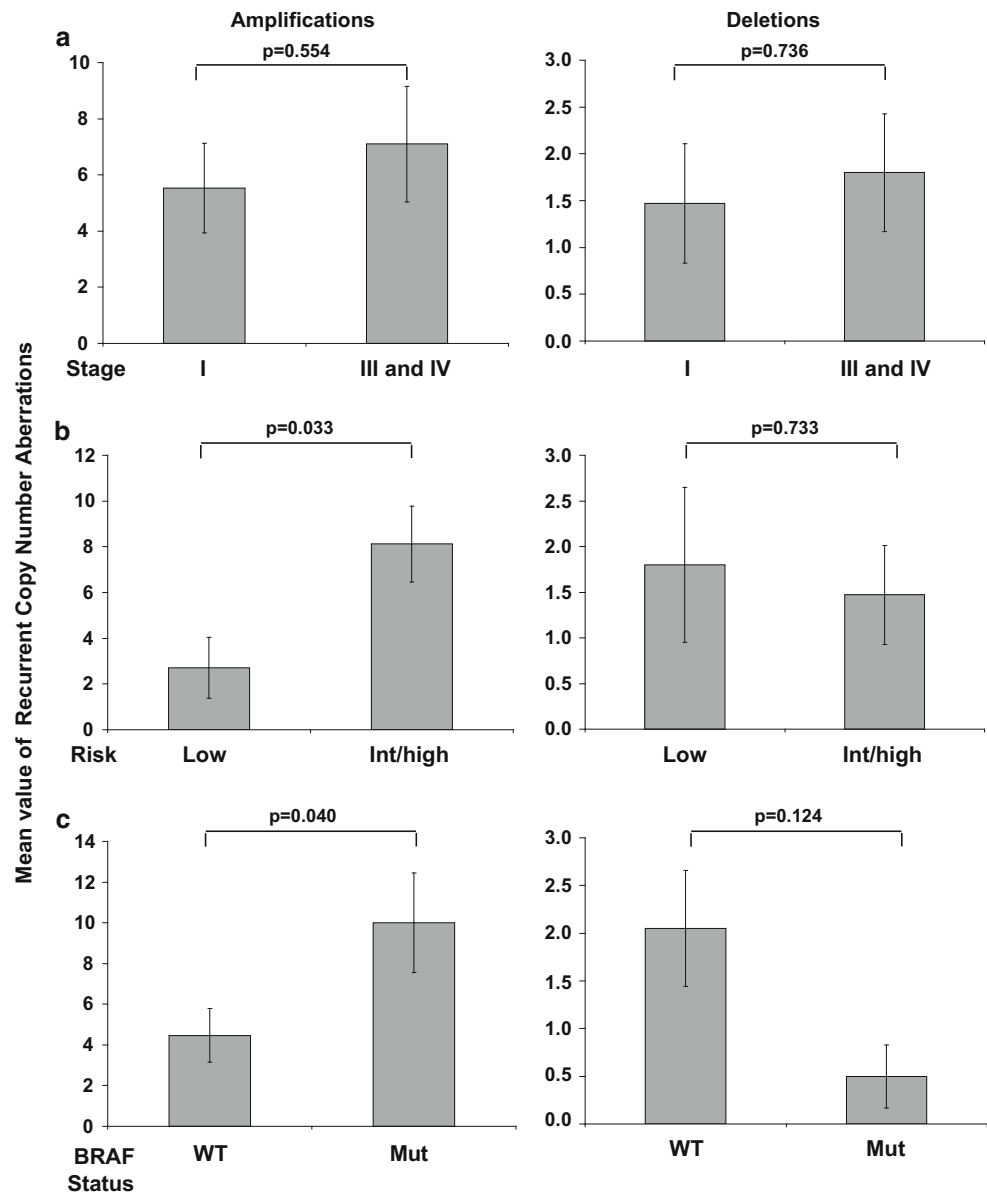 Amplifications
Deletions
a
p=0.554
p=0.736
10
8
6
4
2
0
3.0
2.5
2.0
1.5
1.0
0.5
0.0
Stage
I
III and IV
I
III and IV
Mean value of Recurrent Copy Number Aberrations
b
p=0.033
p=0.733
12
10
8
6
4
2
0
3.0
2.5
2.0
1.5
1.0
0.5
0.0
Risk
Low
Int/high
Low
Int/high
c
p=0.040
p=0.124
14
12
10
8
6
4
2
0
3.0
2.5
2.0
1.5
1.0
0.5
0.0
BRAF
Status
WT
Mut
WT
Mut